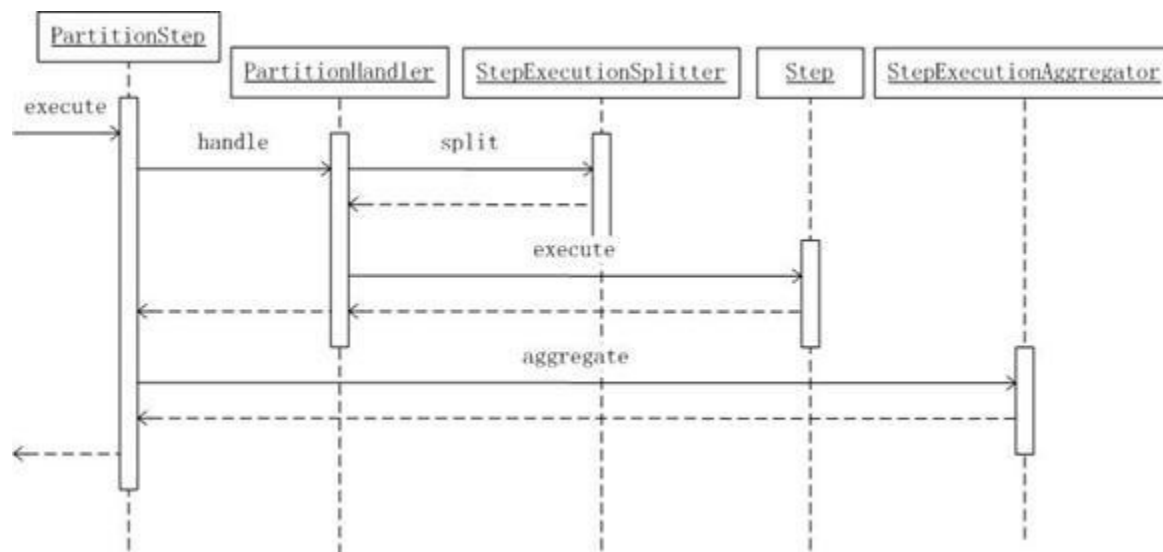 PartitionStep
PartitionHandler
StepExecutionSplitter
Step
StepExecutionAggregator
execute
handle
split
execute
aggregate